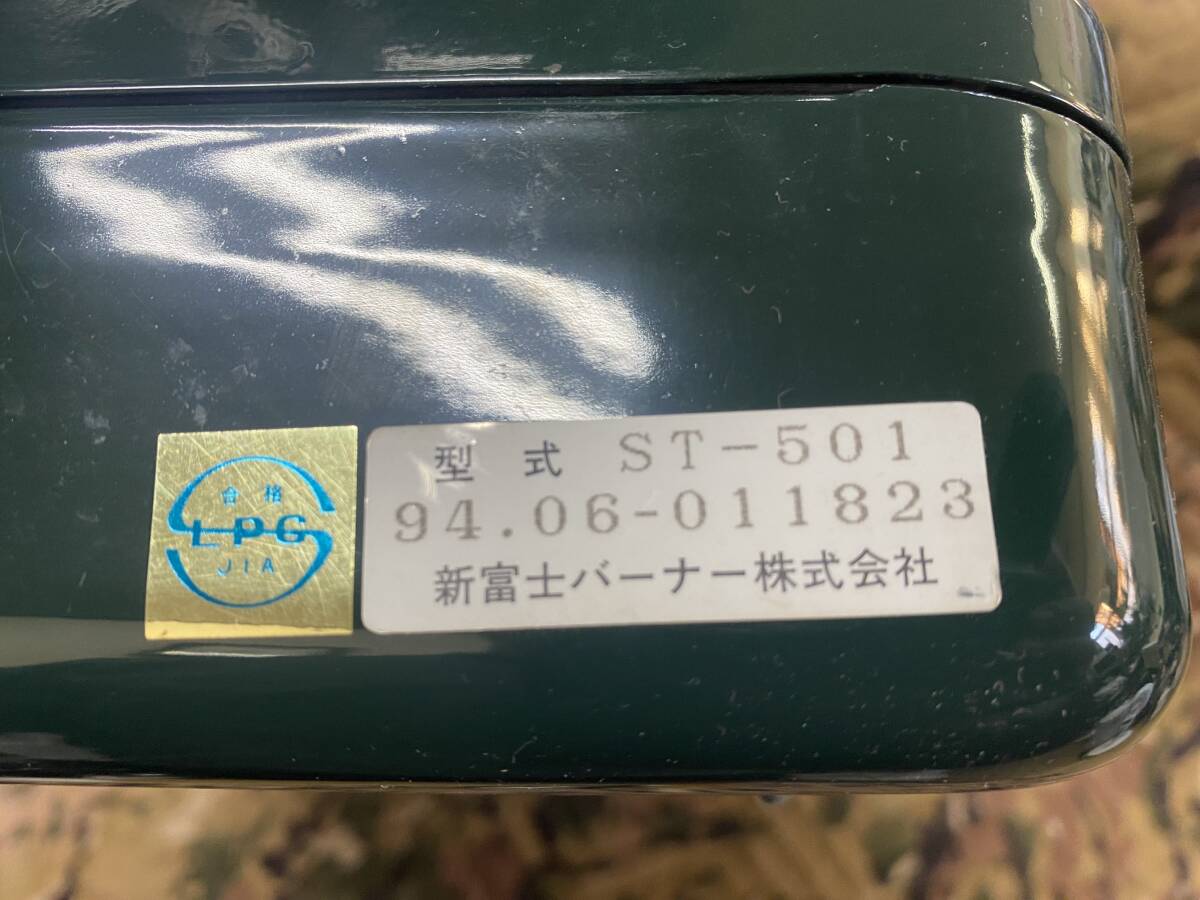 合格
LPG
JIA
型 式 ST-501
94.06-011823
新富士バーナー株式会社